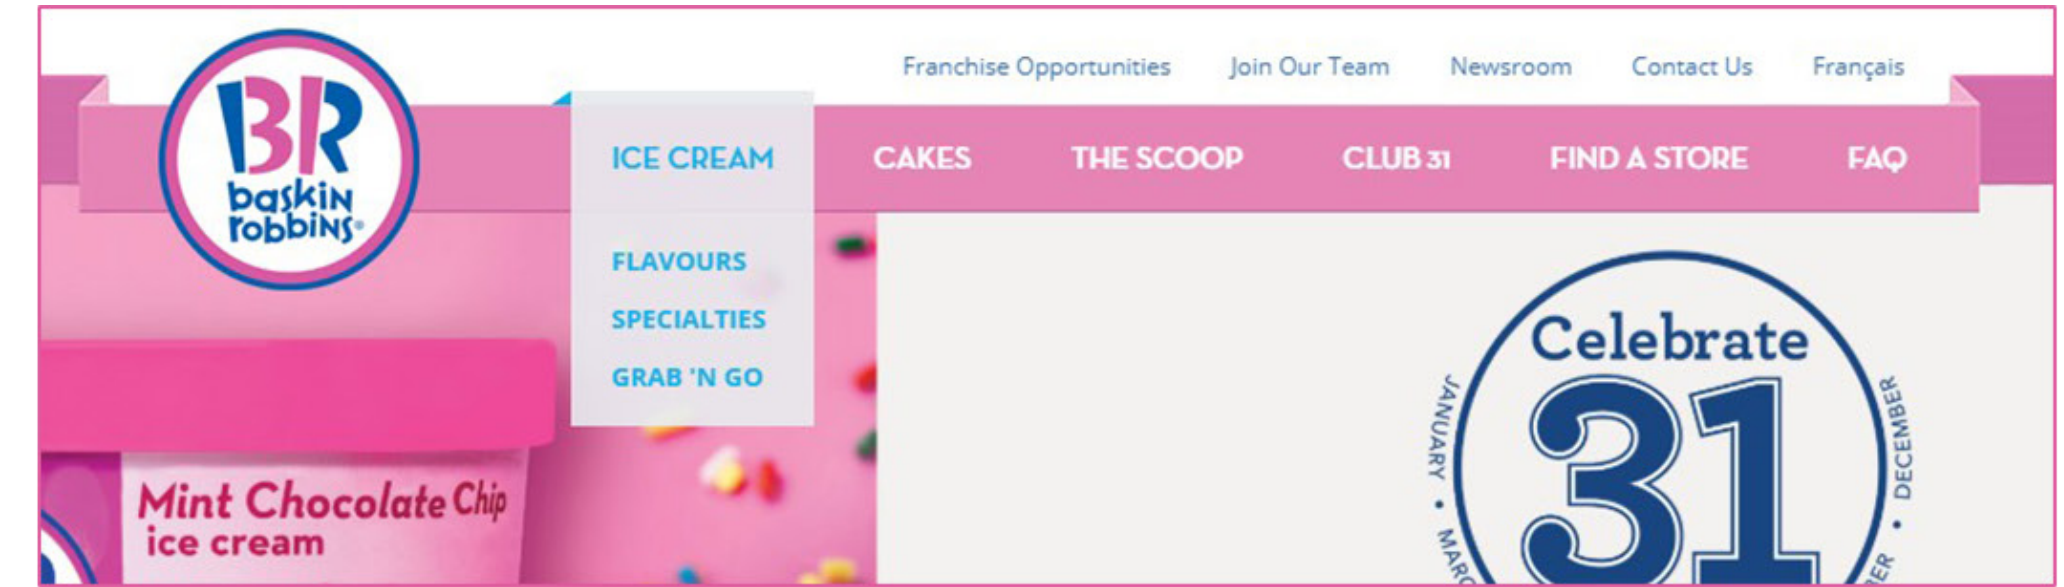 Franchise Opportunities Join Our Team Newsroom Contact Us Français
BR
baskin
robbins®
ICE CREAM CAKES THE SCOOP CLUB 31 FIND A STORE FAQ
FLAVOURS
SPECIALTIES
GRAB 'N GO
Mint Chocolate Chip
ice cream
Celebrate
31
JANUARY •
DECEMBER